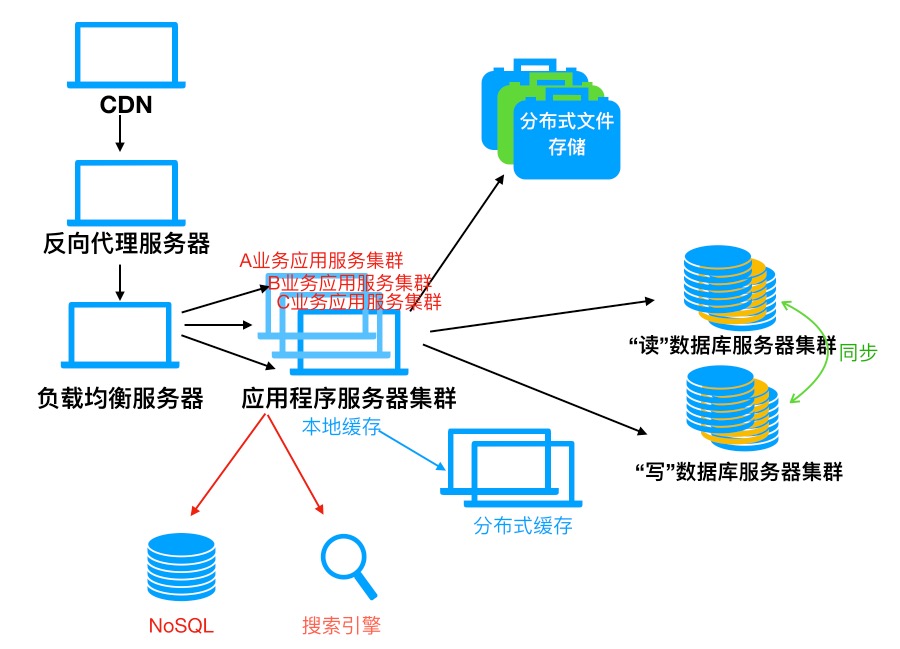 CDN
分布式文件
存储
反向代理服务器
A业务应用服务集群
B业务应用服务集群
C业务应用服务集群
“读”数据库服务器集群
同步
负载均衡服务器
应用程序服务器集群
本地缓存
“写”数据库服务器集群
分布式缓存
NoSQL
搜索引擎